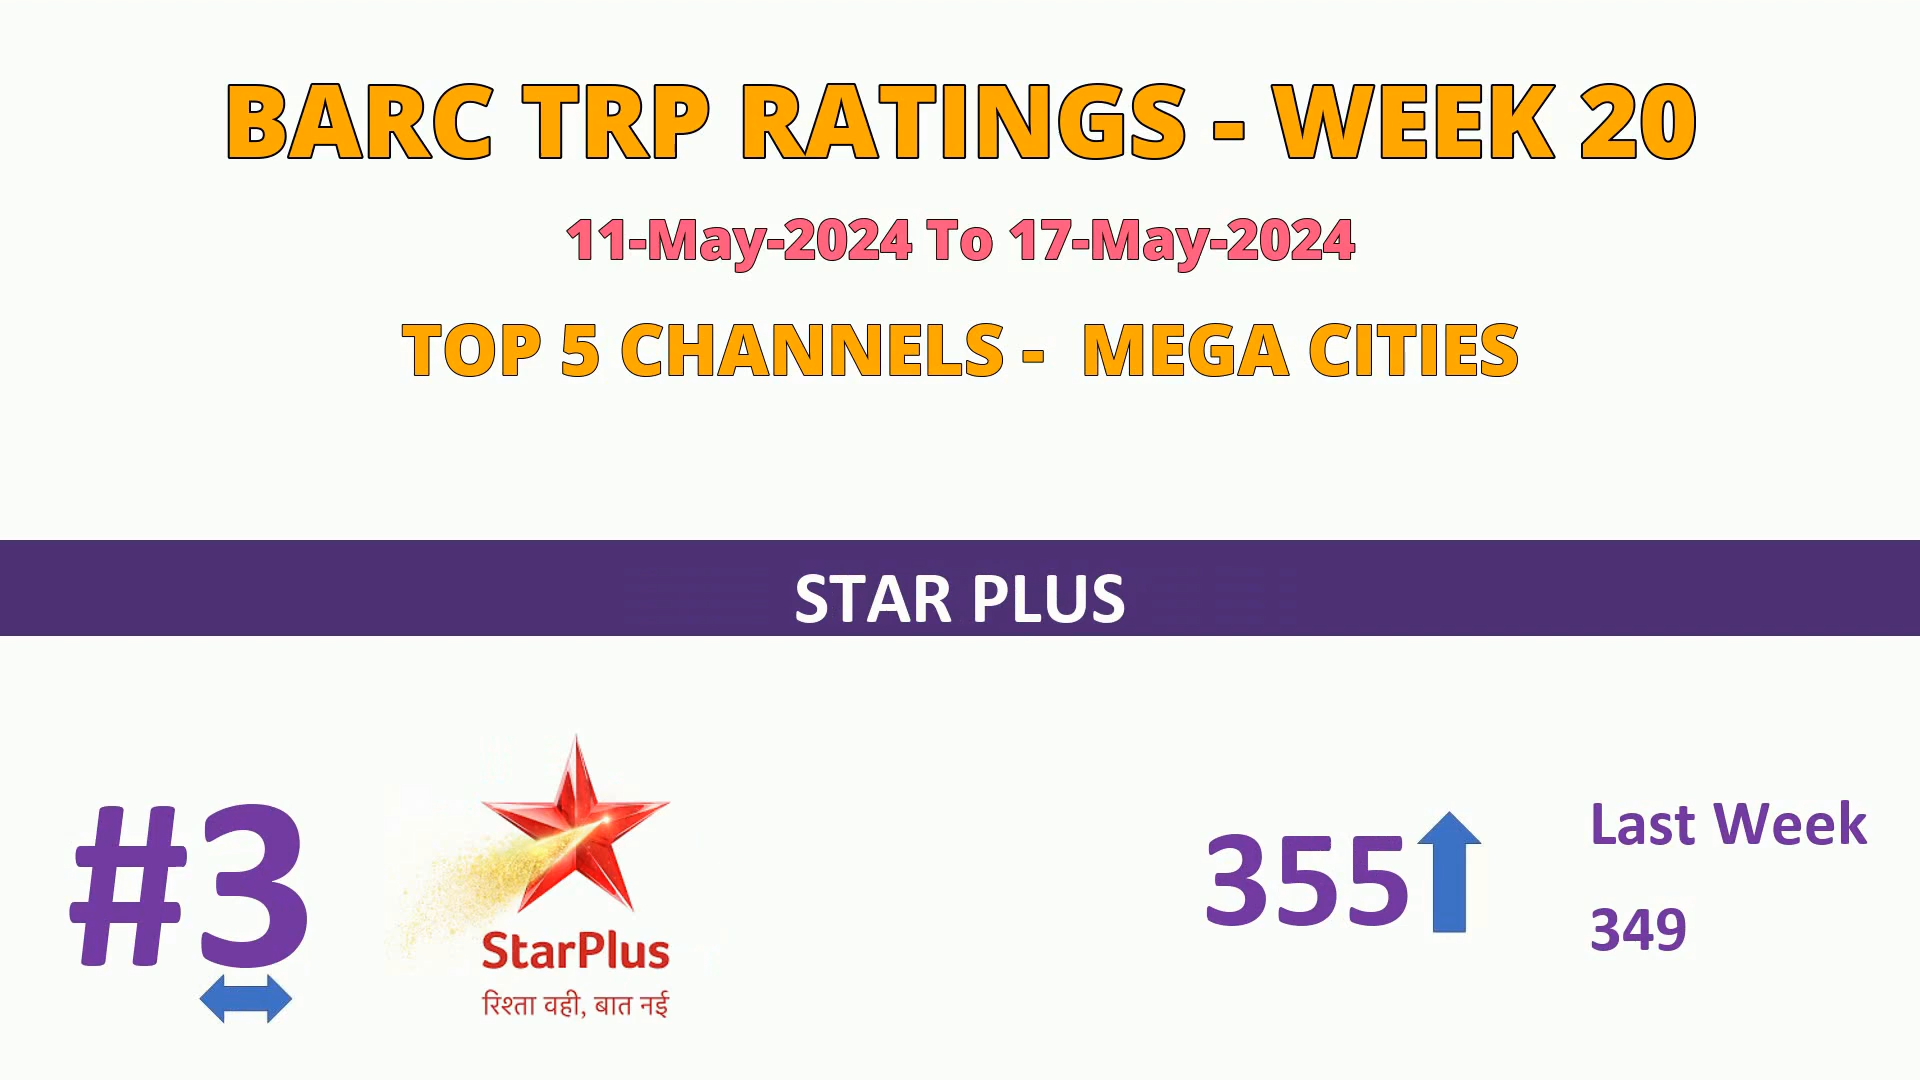 BARC TRP RATINGS - WEEK 20
11-May-2024 To 17-May-2024
TOP 5 CHANNELS - MEGA CITIES
STAR PLUS
#3
StarPlus
रिश्ता वही, बात नई
355
Last Week
349